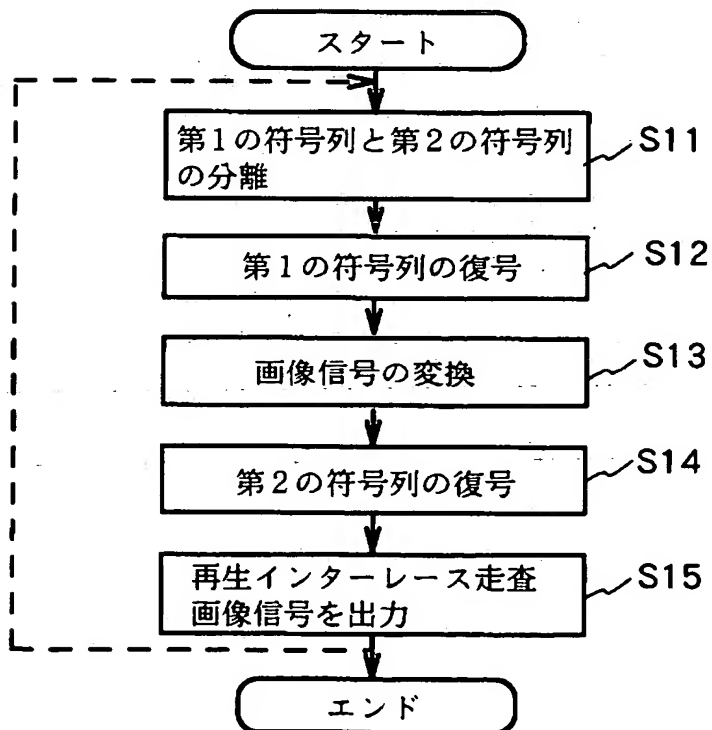 スタート
第1の符号列と第2の符号列
の分離
S11
第1の符号列の復号
S12
画像信号の変換
S13
第2の符号列の復号
S14
再生インターレース走査
画像信号を出力
S15
エンド